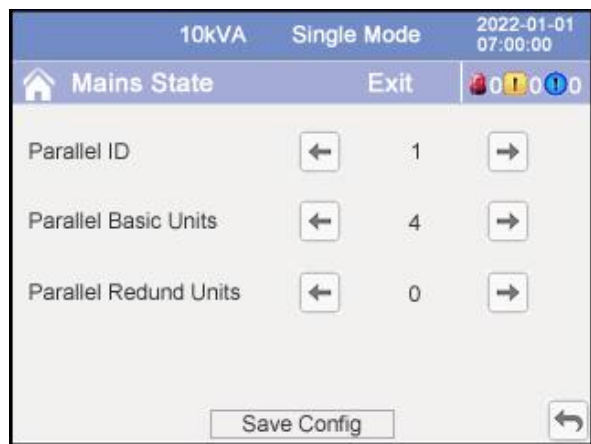 10kVA Single Mode 2022-01-01
07:00:00
Mains State Exit 0 ! 0 ! 0
Parallel ID 1
Parallel Basic Units 4
Parallel Redund Units 0
Save Config